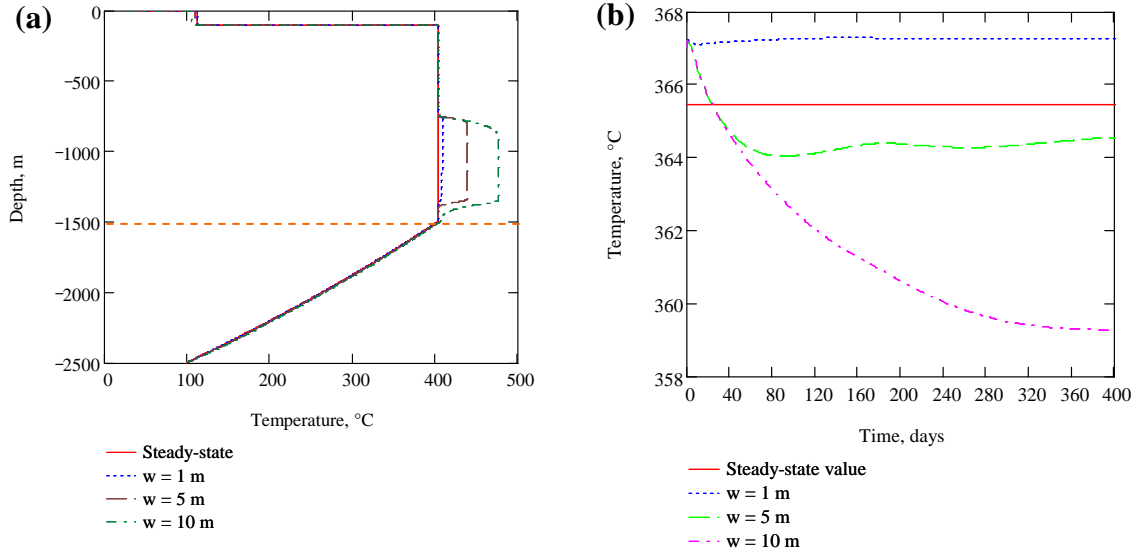 (a)
0
−500
−1000
−1500
−2000
−2500
Depth, m
0
100
200
300
400
500
Temperature, °C
Steady-state
w = 1 m
w = 5 m
w = 10 m
(b)
368
366
364
362
360
358
Temperature, °C
0
40
80
120
160
200
240
280
320
360
400
Time, days
Steady-state value
w = 1 m
w = 5 m
w = 10 m